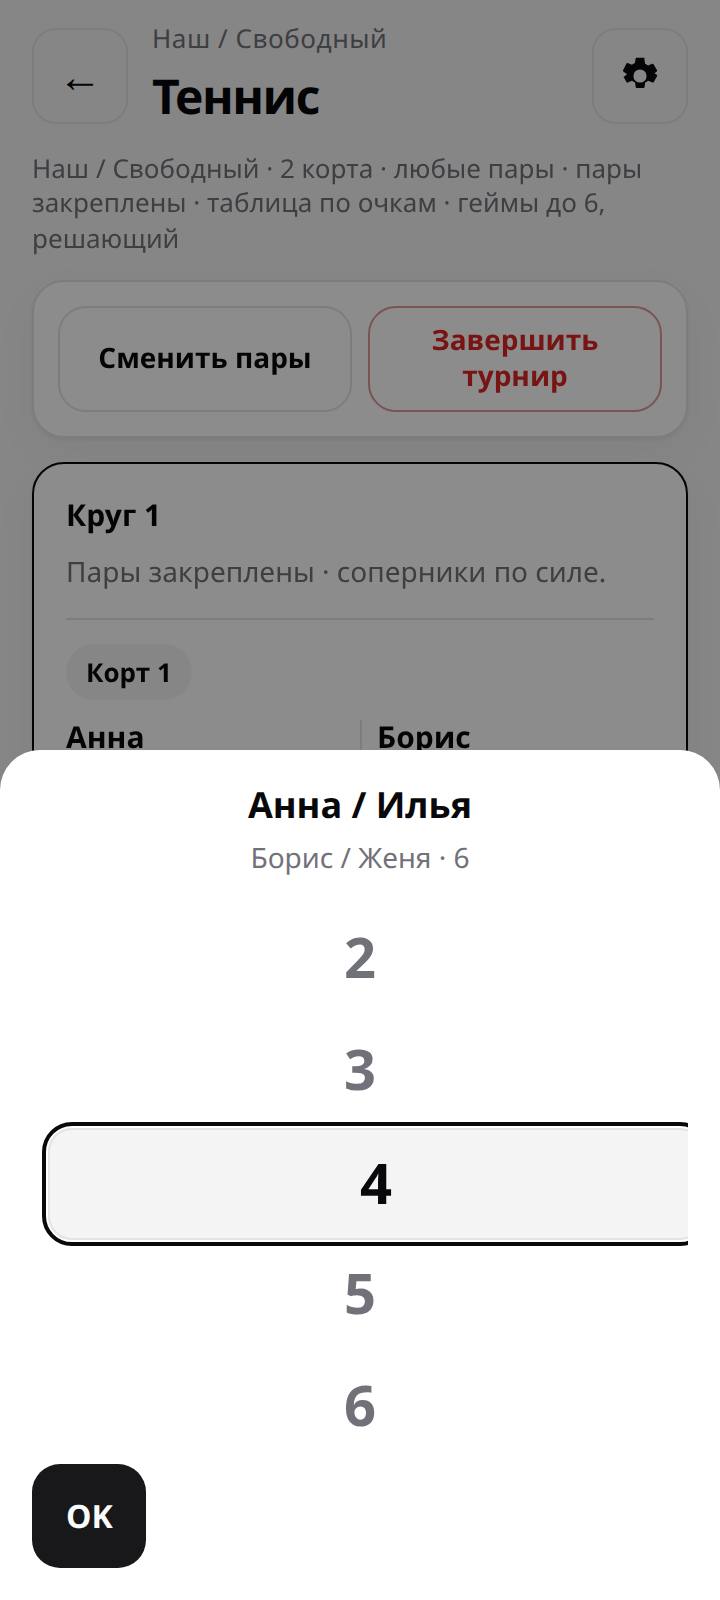 ←
Наш / Свободный
Теннис
Наш / Свободный · 2 корта · любые пары · пары
закреплены · таблица по очкам · геймы до 6,
решающий
Сменить пары
Завершить
турнир
Круг 1
Пары закреплены · соперники по силе.
Корт 1
Анна
Борис
Анна / Илья
Борис / Женя · 6
2
3
4
5
6
ОК